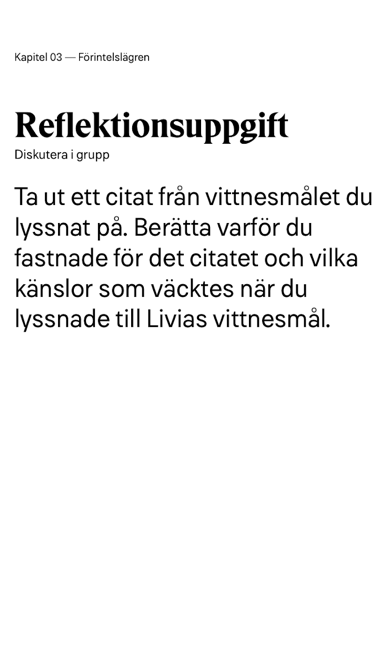 Kapitel 03 — Förintelslägren
Reflektionsuppgift
Diskutera i grupp
Ta ut ett citat från vittnesmålet du
lyssnat på. Berätta varför du
fastnade för det citatet och vilka
känslor som väcktes när du
lyssnade till Livias vittnesmål.